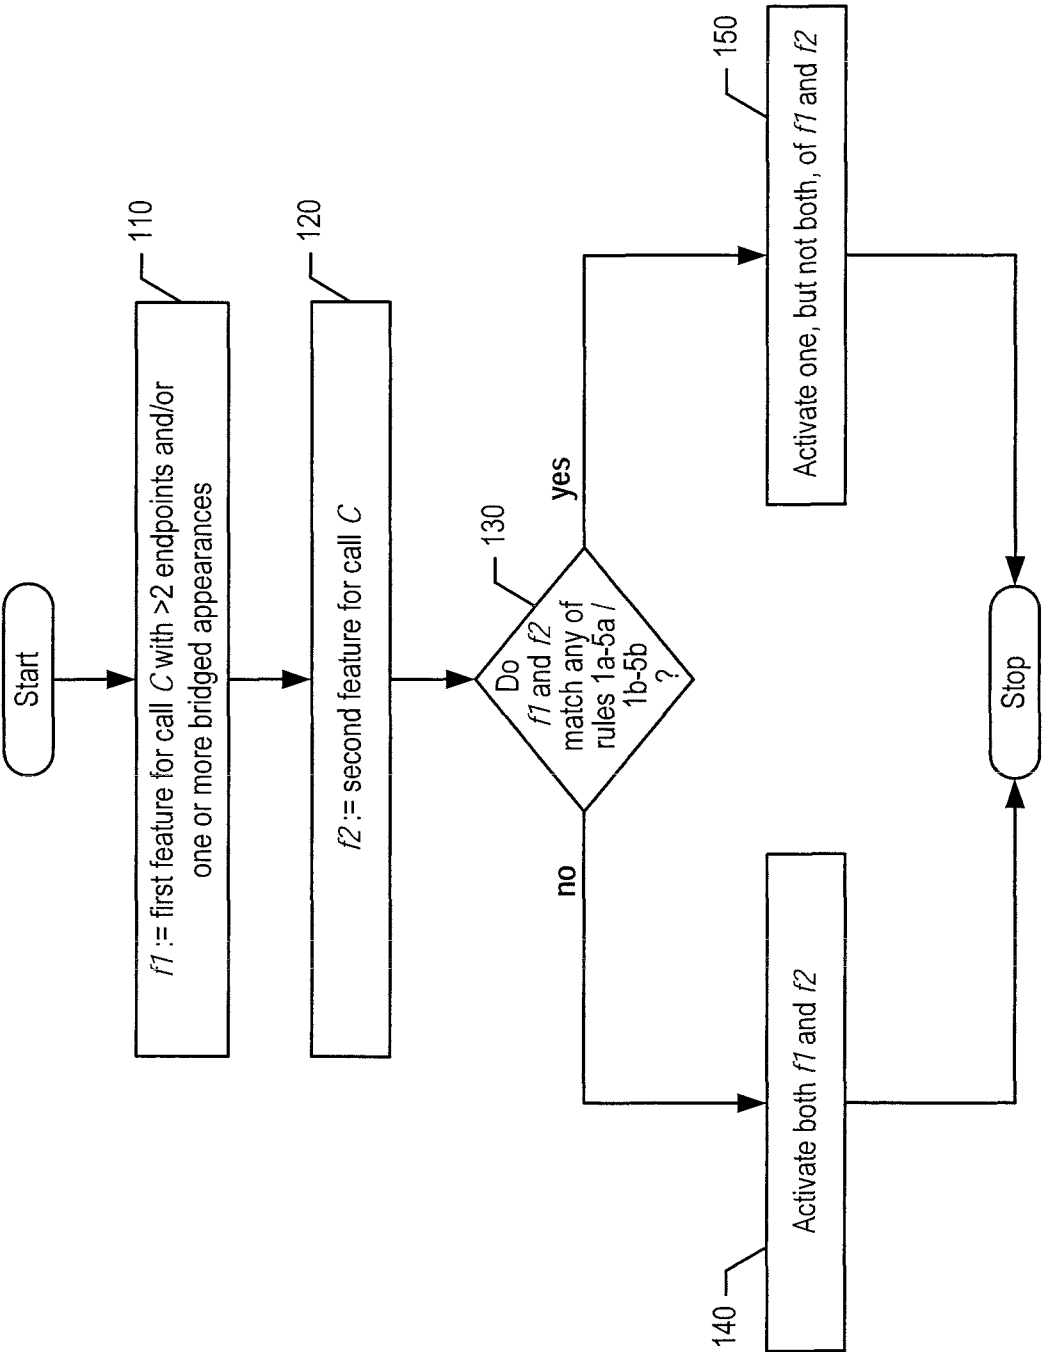 Start
110
f1 := first feature for call C with >2 endpoints and/or
one or more bridged appearances
120
f2 := second feature for call C
130
Do
f1 and f2
match any of
rules 1a-5a /
1b-5b
?
no
yes
140
Activate both f1 and f2
150
Activate one, but not both, of f1 and f2
Stop